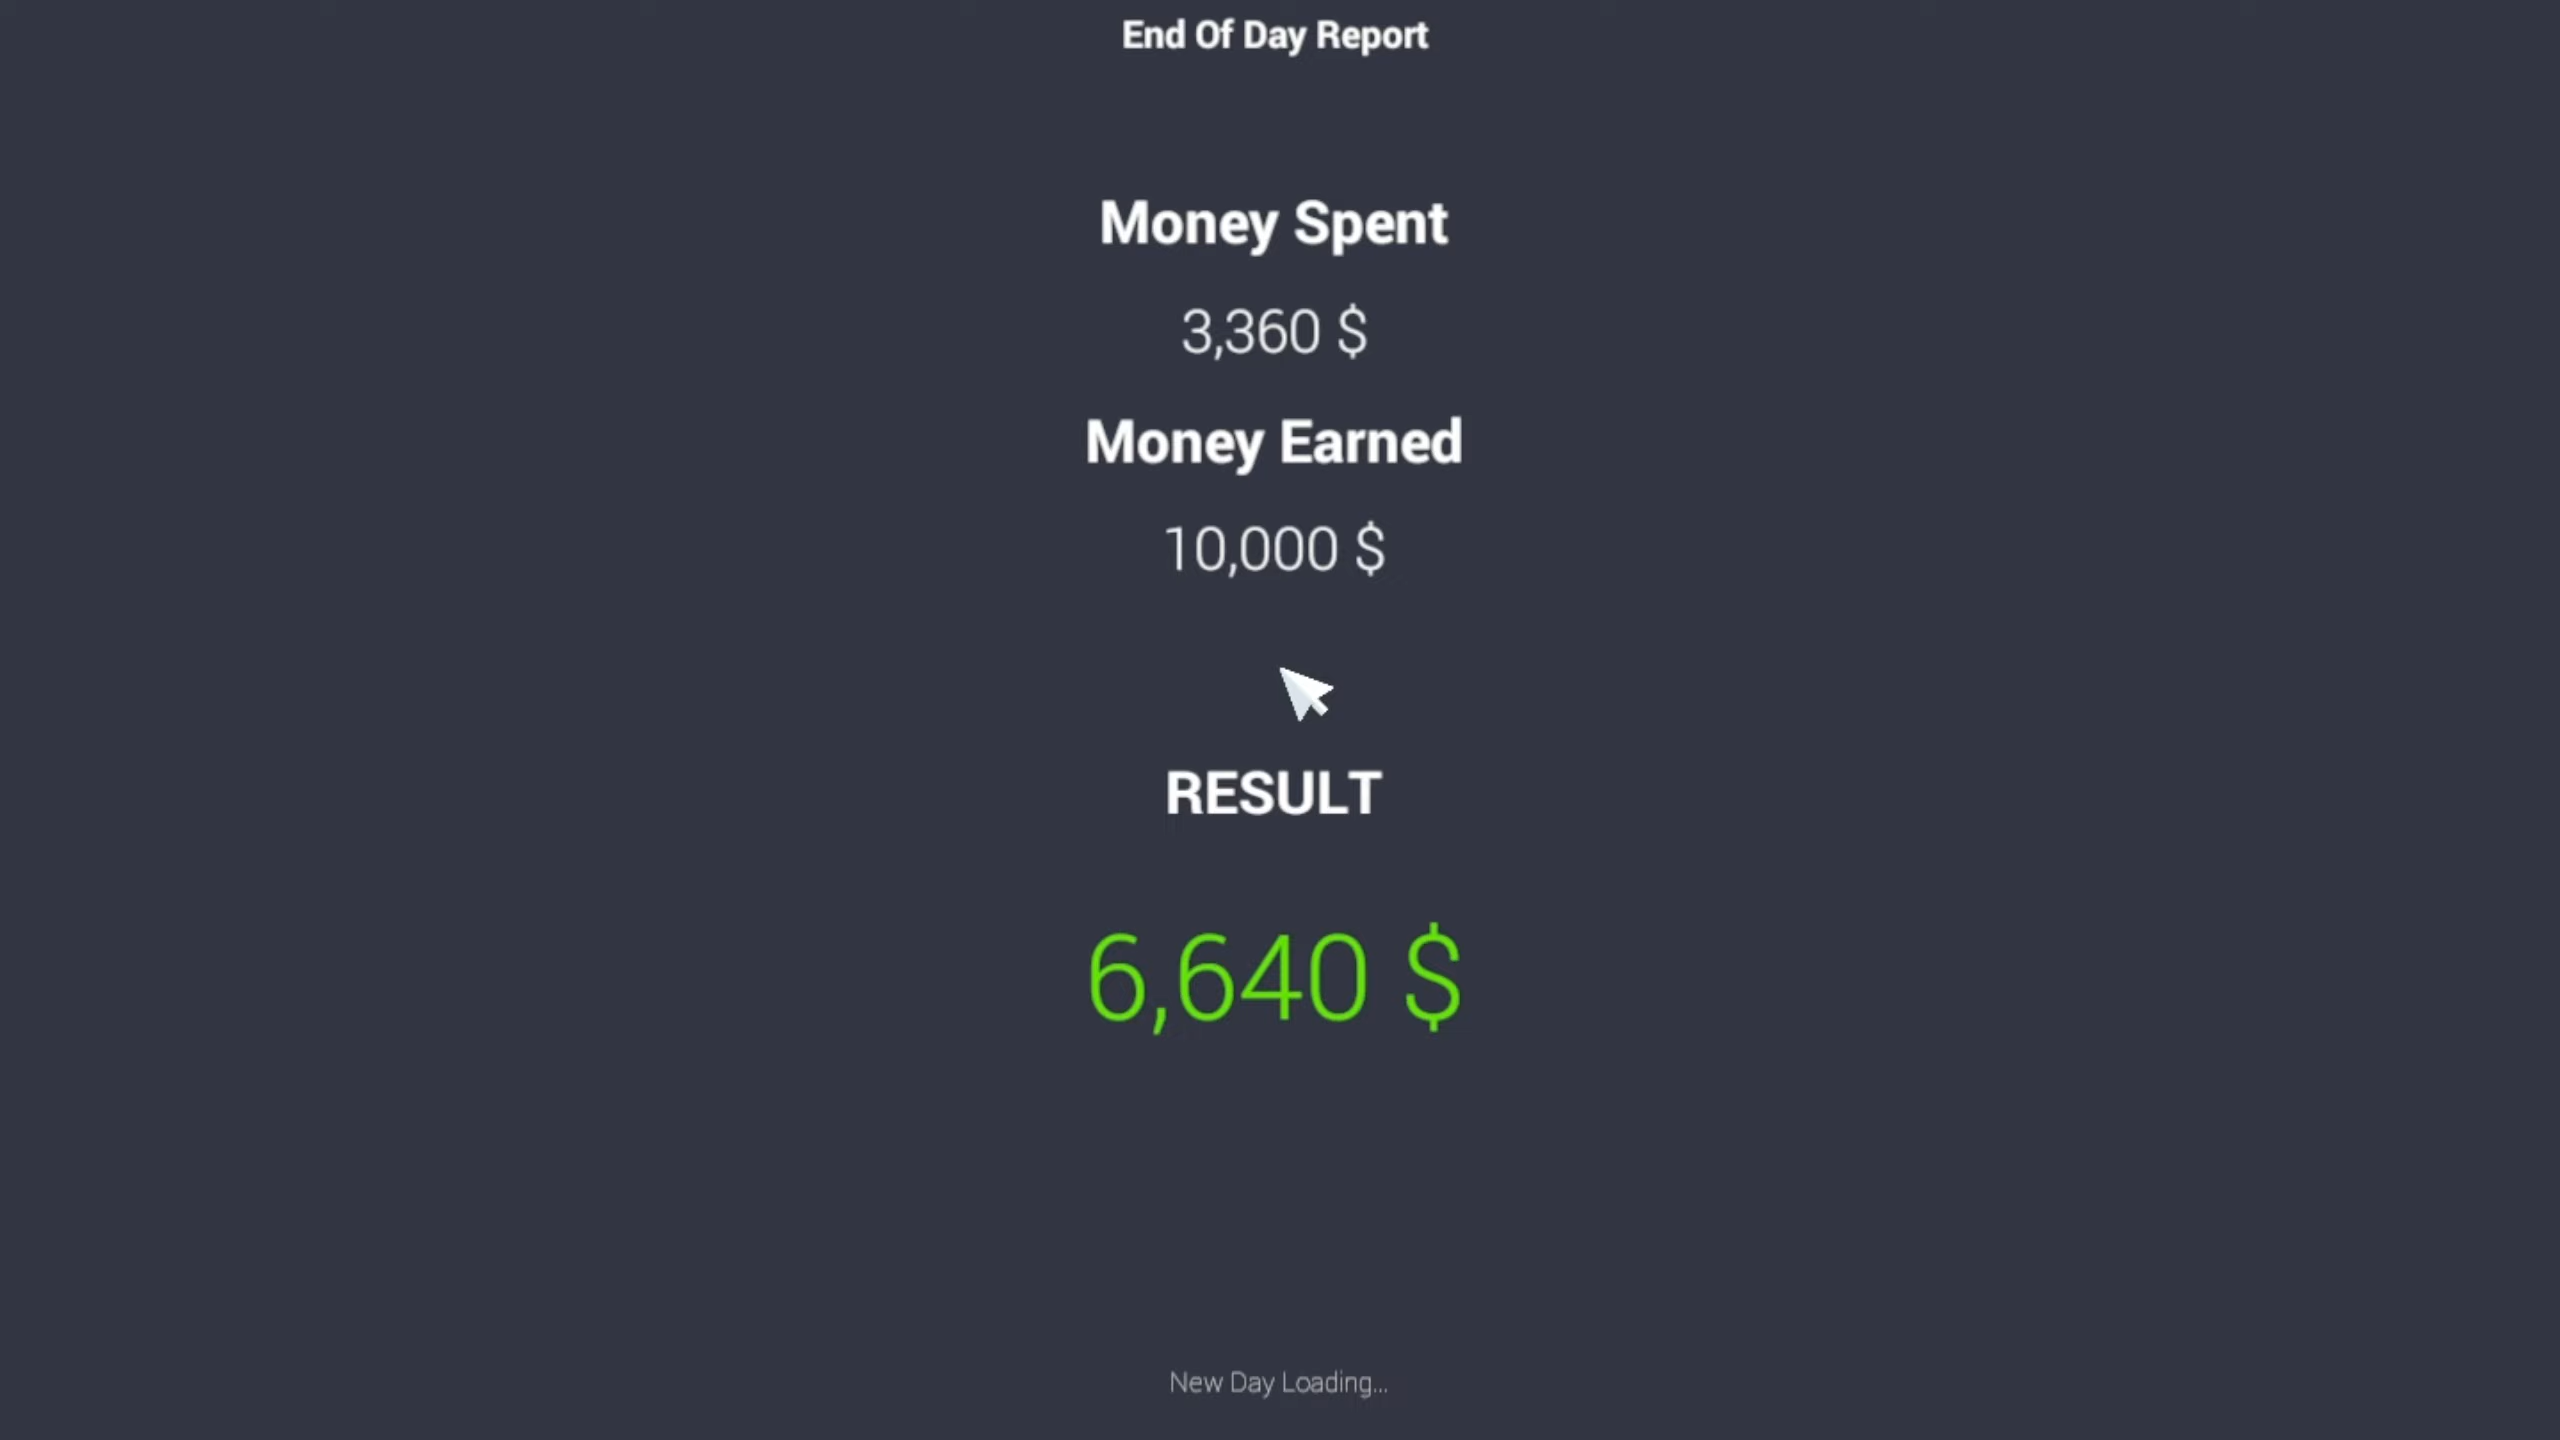 End Of Day Report
Money Spent
3,360 $
Money Earned
10,000 $
RESULT
6,640 $
New Day Loading...